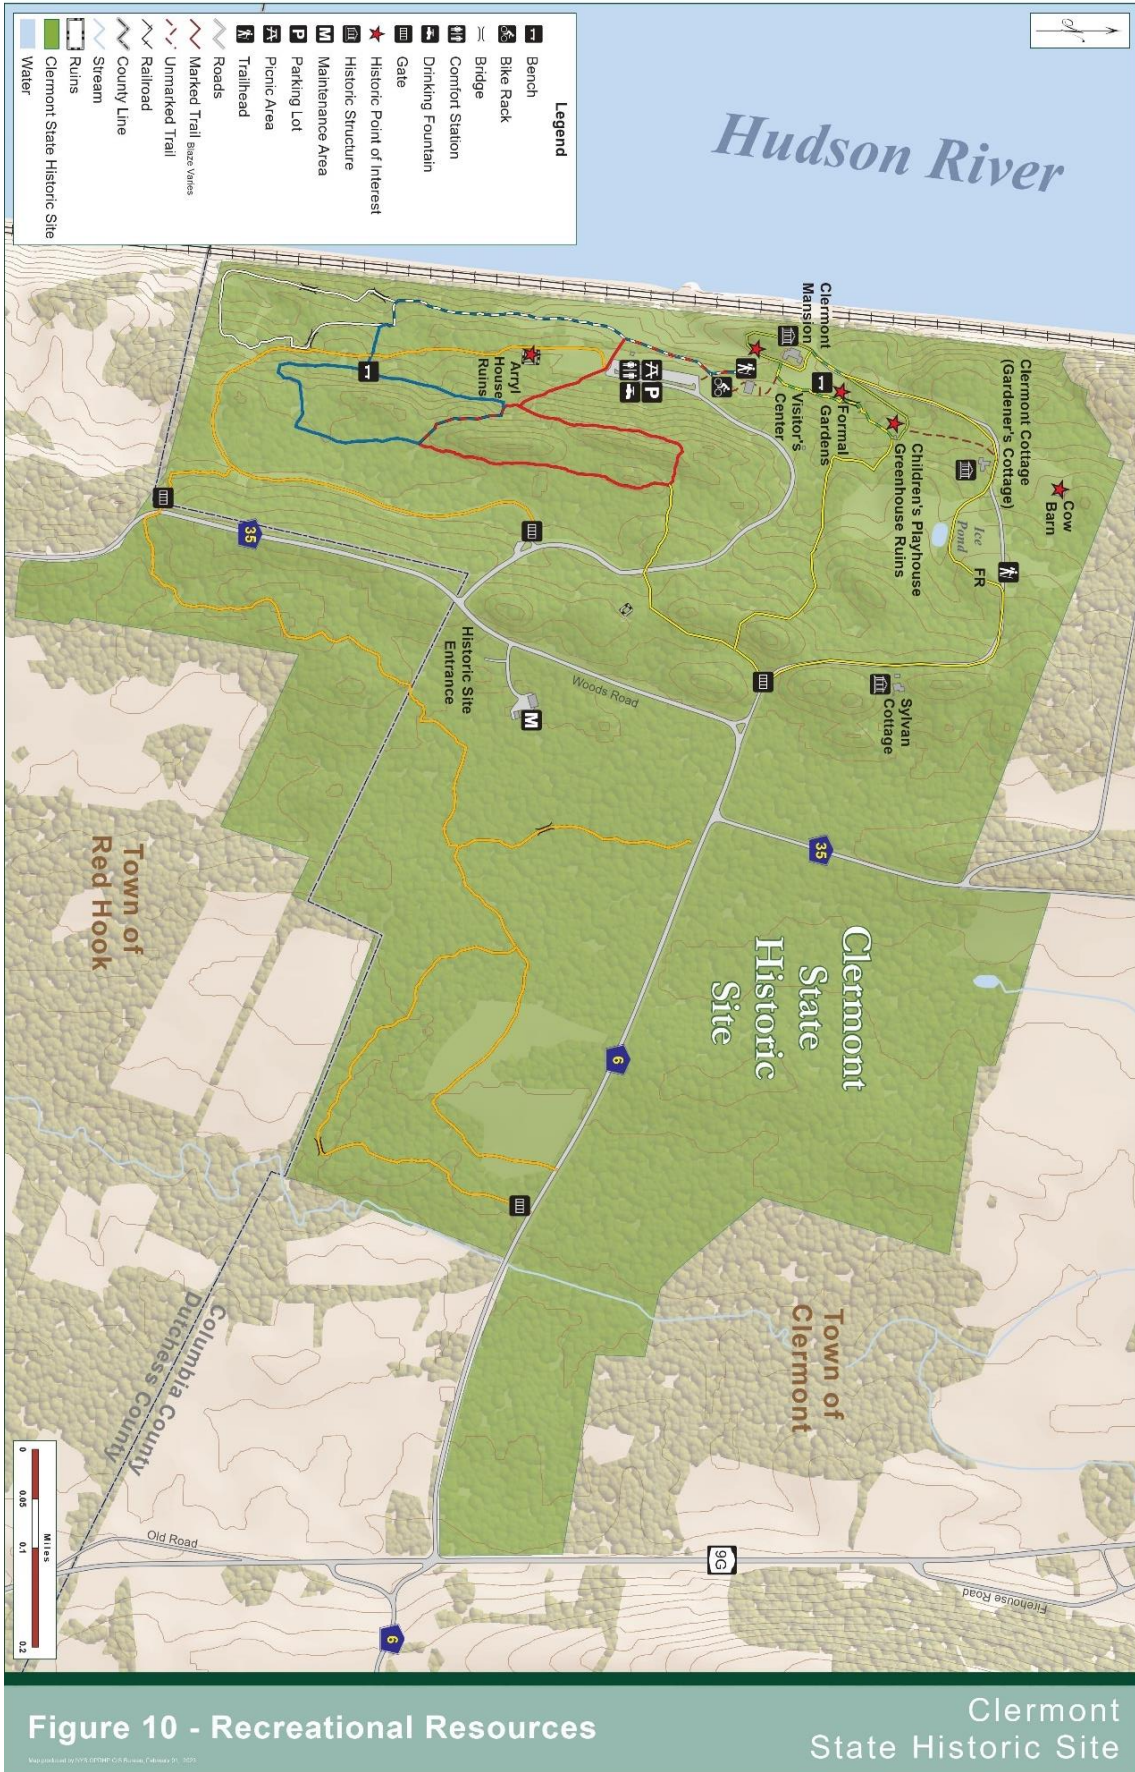 N
Hudson River
Legend
Bench
Bike Rack
Bridge
Comfort Station
Drinking Fountain
Gate
Historic Point of Interest
Historic Structure
Maintenance Area
Parking Lot
Picnic Area
Trailhead
Roads
Marked Trail Blaze Varies
Unmarked Trail
Railroad
County Line
Stream
Ruins
Clermont State Historic Site
Water
M
P
Cow
Barn
Clermont Cottage
(Gardener's Cottage)
Ice
Pond
FR
Children's Playhouse
Greenhouse Ruins
Formal
Gardens
Clermont
Mansion
Visitor's
Center
P
Arryl
House
Ruins
Sylvan
Cottage
Woods Road
M
Historic Site
Entrance
35
35
Clermont
State
Historic
Site
6
Town of
Red Hook
Town of
Clermont
Columbia County
Dutchess County
Old Road
9G
Firehouse Road
6
0
0.05
0.1
0.2
Miles
Figure 10 - Recreational Resources
Clermont
State Historic Site